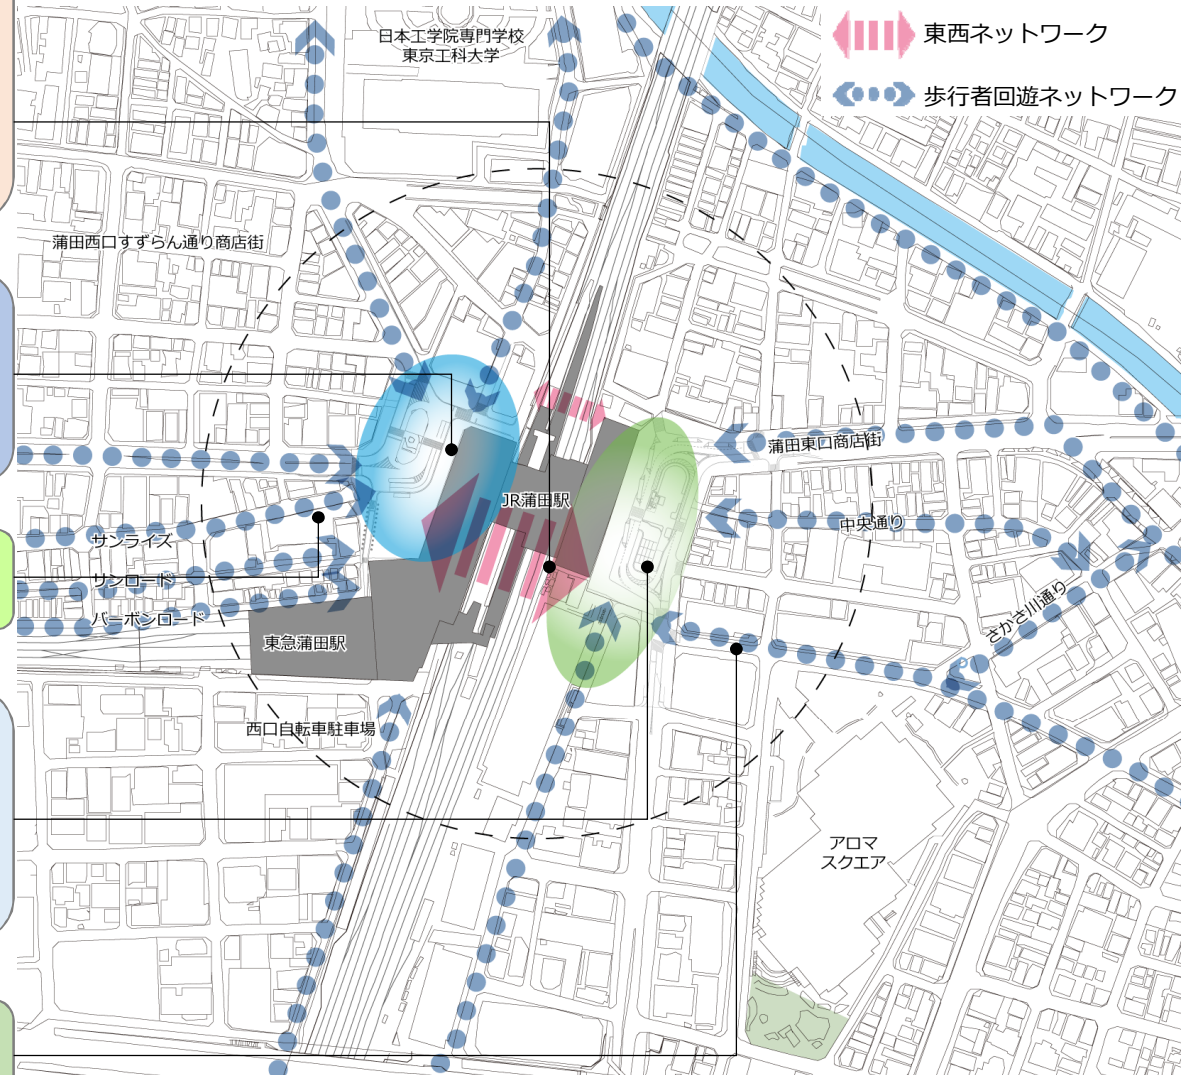 東西ネットワーク
日本工学院専門学校
東京工科大学
歩行者回遊ネットワーク
蒲田西口すずらん通り商店街
蒲田東口商店街
JR蒲田駅
中央通り
サンライズ
サンロード
バーボンロード
さかさ川通り
東急蒲田駅
西口自転車駐車場
アロマ
スクエア